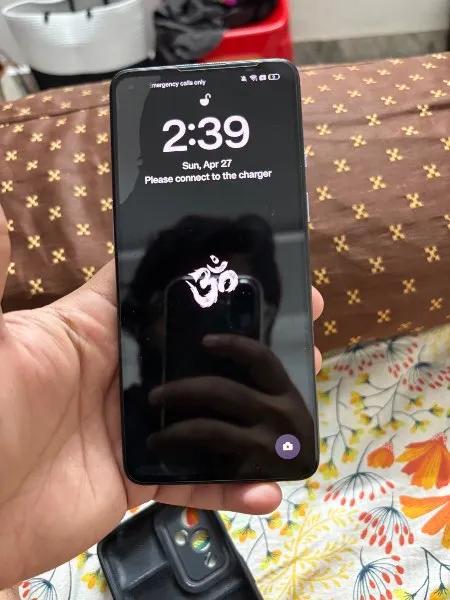 Emergency calls only
2:39
Sun, Apr 27
Please connect to the charger
ॐ